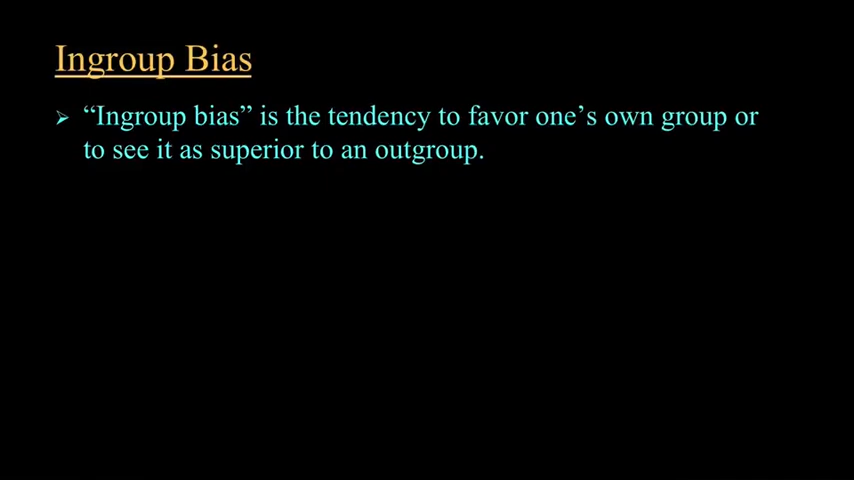 Ingroup Bias
➢ “Ingroup bias” is the tendency to favor one’s own group or
to see it as superior to an outgroup.